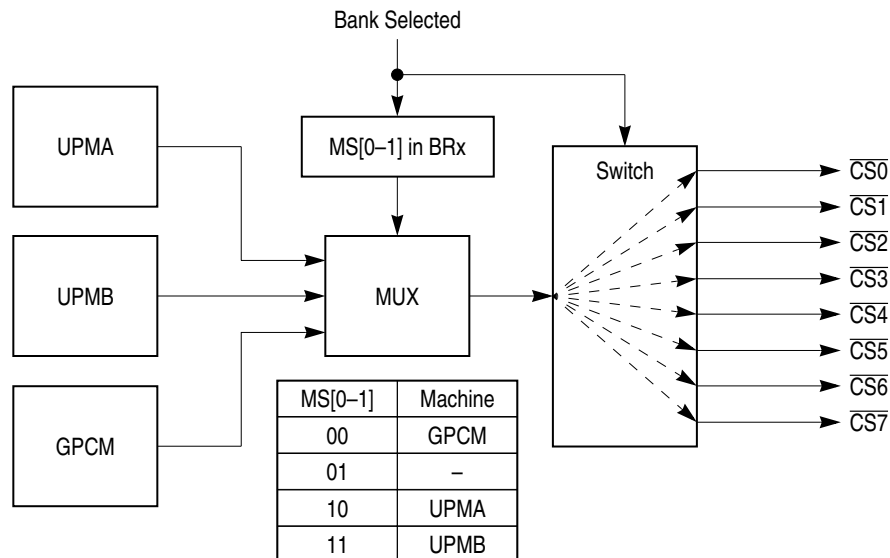 Bank Selected
UPMA
MS[0–1] in BRx
Switch
CS0
CS1
CS2
CS3
CS4
CS5
CS6
CS7
UPMB
MUX
GPCM
MS[0–1] Machine
00 GPCM
01 –
10 UPMA
11 UPMB